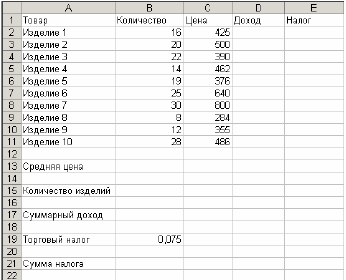 A B C D E
1 Товар Количество Цена Доход Налог
2 Изделие 1 16 425
3 Изделие 2 20 500
4 Изделие 3 22 390
5 Изделие 4 14 462
6 Изделие 5 19 376
7 Изделие 6 25 640
8 Изделие 7 30 800
9 Изделие 8 8 284
10 Изделие 9 12 355
11 Изделие 10 28 486
12
13 Средняя цена
14
15 Количество изделий
16
17 Суммарный доход
18
19 Торговый налог 0,075
20
21 Сумма налога
22